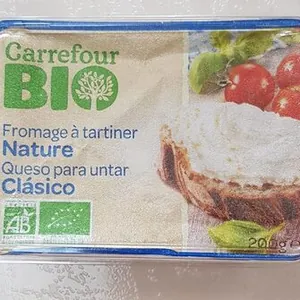 Carrefour
BIO
Fromage à tartiner
Nature
Queso para untar
Clásico
AB
200g